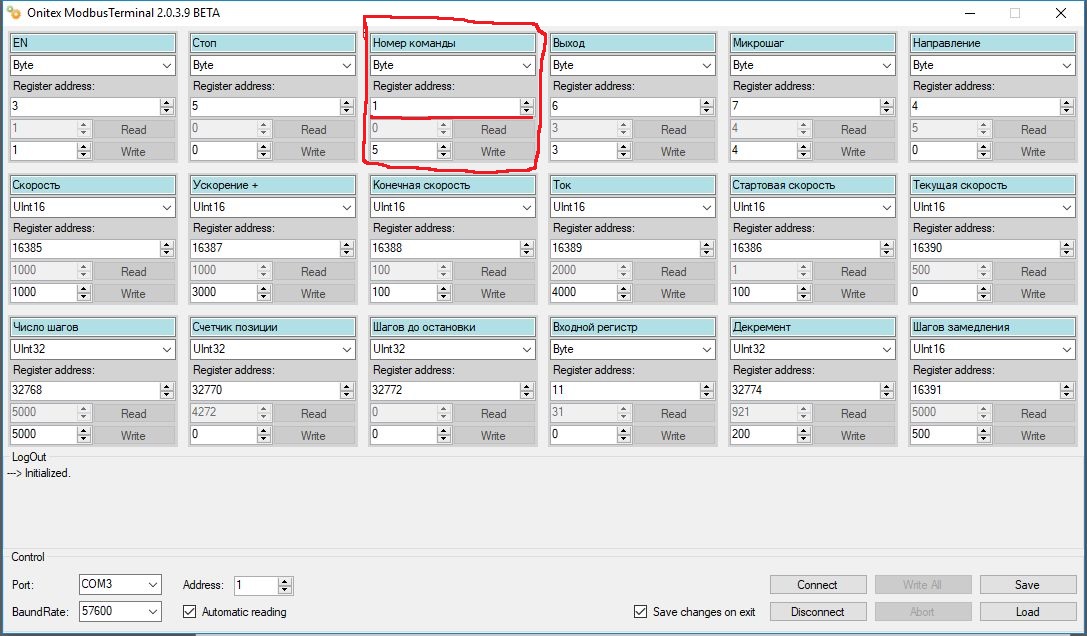 Onitex ModbusTerminal 2.0.3.9 BETA
EN Стоп Номер команды Выход Микрошаг Направление
Byte Byte Byte Byte Byte Byte
Register address: Register address: Register address: Register address: Register address: Register address:
3 5 1 6 7 4
1 Read 0 Read 0 Read 3 Read 4 Read 5 Read
1 Write 0 Write 5 Write 3 Write 4 Write 0 Write
Скорость Ускорение + Конечная скорость Ток Стартовая скорость Текущая скорость
UInt16 UInt16 UInt16 UInt16 UInt16 UInt16
Register address: Register address: Register address: Register address: Register address: Register address:
16385 16387 16388 16389 16386 16390
1000 Read 1000 Read 100 Read 2000 Read 1 Read 500 Read
1000 Write 3000 Write 100 Write 4000 Write 100 Write 0 Write
Число шагов Счетчик позиции Шагов до остановки Входной регистр Декремент Шагов замедления
UInt32 UInt32 UInt32 Byte UInt32 UInt16
Register address: Register address: Register address: Register address: Register address: Register address:
32768 32770 32772 11 32774 16391
5000 Read 4272 Read 0 Read 31 Read 921 Read 5000 Read
5000 Write 0 Write 0 Write 0 Write 200 Write 500 Write
LogOut
---> Initialized.
Control
Port: COM3 Address: 1 Connect Write All Save
BaundRate: 57600 Automatic reading Save changes on exit Disconnect Abort Load